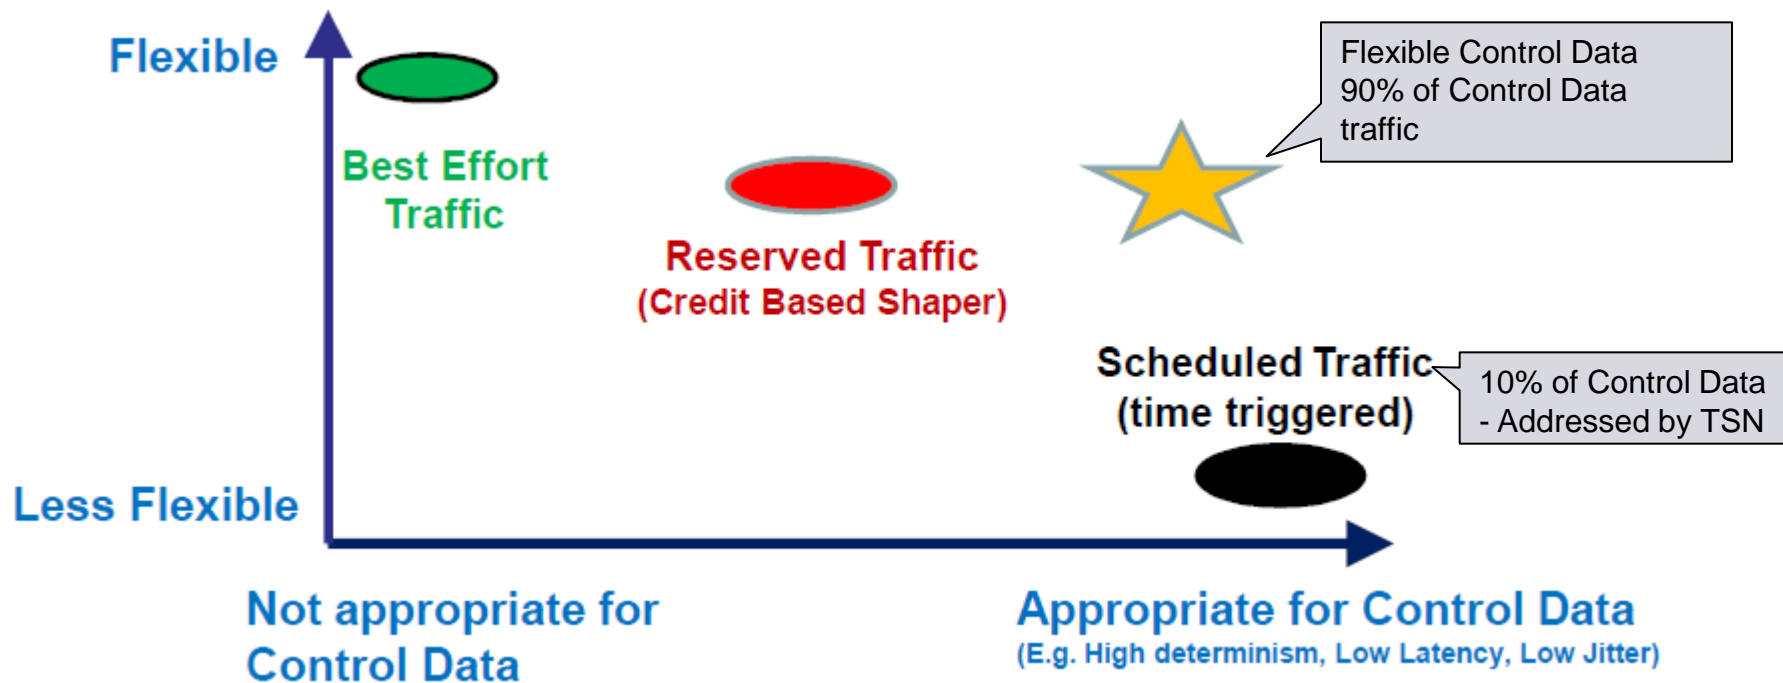 Flexible
Flexible Control Data
90% of Control Data
traffic
Best Effort
Traffic
Reserved Traffic
(Credit Based Shaper)
Scheduled Traffic
(time triggered)
10% of Control Data
- Addressed by TSN
Less Flexible
Not appropriate for
Control Data
Appropriate for Control Data
(E.g. High determinism, Low Latency, Low Jitter)